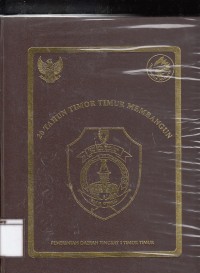 20 TAHUN TIMOR TIMUR MEMBANGUN
PEMERINTAH DAERAH TINGKAT I TIMOR TIMUR